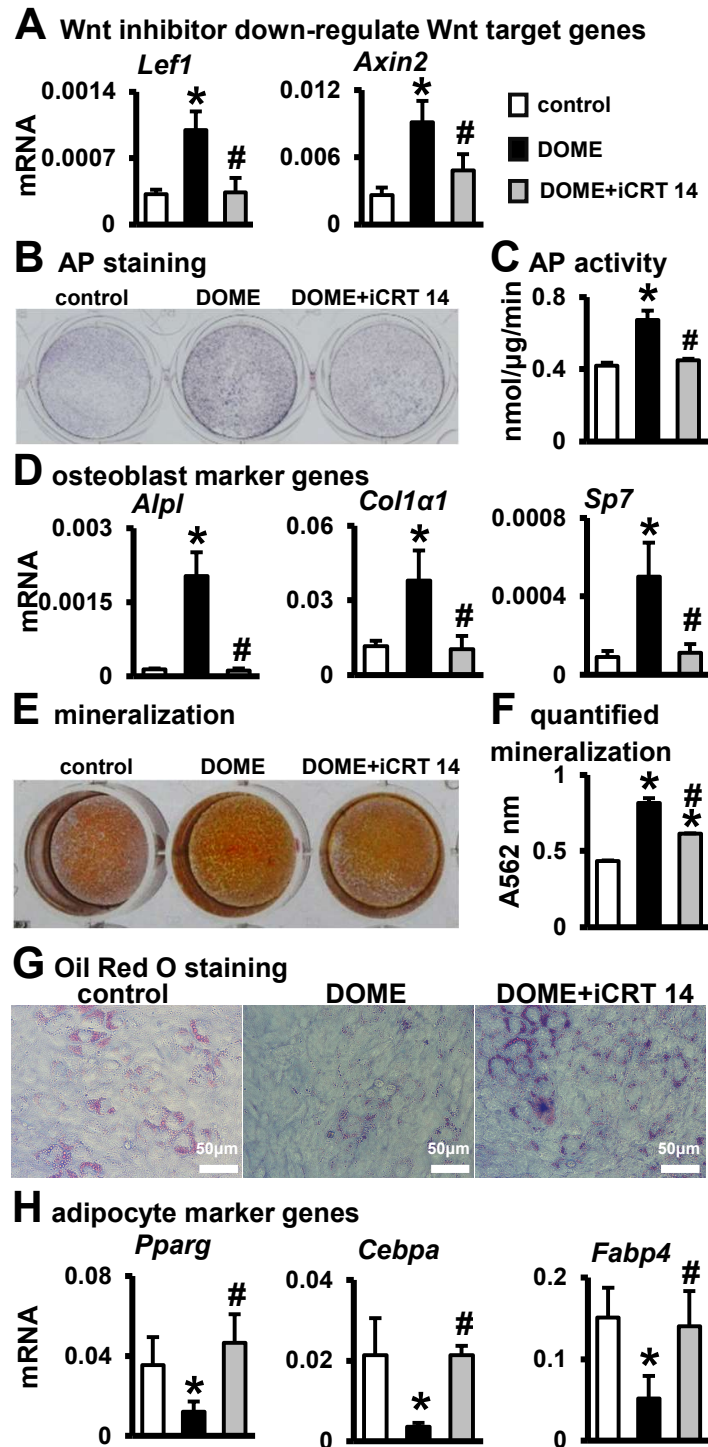 A Wnt inhibitor down-regulate Wnt target genes
Lef1
Axin2
0.0014
0.0007
0
mRNA
0.012
0.006
0
*
#
*
#
control
DOME
DOME+iCRT 14
B AP staining
control DOME DOME+iCRT 14
C AP activity
0.8
0.4
0
nmol/µg/min
*
#
D osteoblast marker genes
Alpl
Col1α1
Sp7
0.003
0.0015
0
mRNA
*
#
0.06
0.03
0
*
#
0.0008
0.0004
0
*
#
E mineralization
control DOME DOME+iCRT 14
F quantified
mineralization
1
0.5
0
A562 nm
*
#
*
G Oil Red O staining
control DOME DOME+iCRT 14
50µm
50µm
50µm
H adipocyte marker genes
Pparg
Cebpa
Fabp4
0.08
0.04
0
mRNA
*
#
0.04
0.02
0
*
#
0.2
0.1
0
*
#